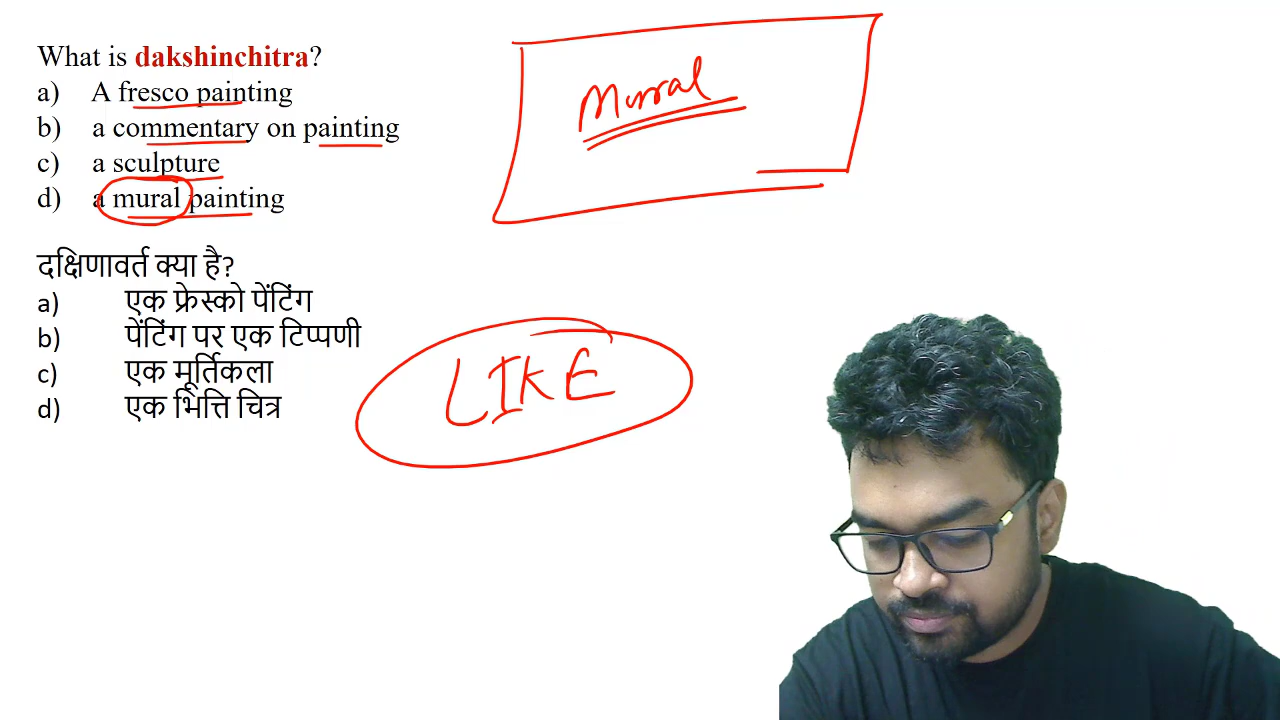 What is dakshinchitra?
a) A fresco painting
b) a commentary on painting
c) a sculpture
d) a mural painting
Mural
दक्षिणावर्त क्या है?
a) एक फ्रेस्को पेंटिंग
b) पेंटिंग पर एक टिप्पणी
c) एक मूर्तिकला
d) एक भित्ति चित्र
LIKE